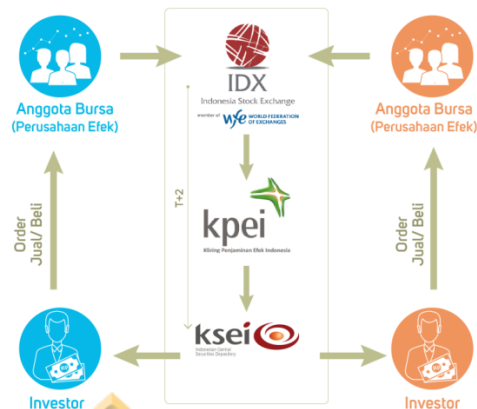 IDX
Indonesia Stock Exchange
member of wfe WORLD FEDERATION
OF EXCHANGES
Anggota Bursa
(Perusahaan Efek)
Anggota Bursa
(Perusahaan Efek)
T+2
Order
Jual/ Beli
kpei
Kliring Penjaminan Efek Indonesia
Order
Jual/ Beli
ksei
Indonesian Central
Securities Depository
Investor
Investor